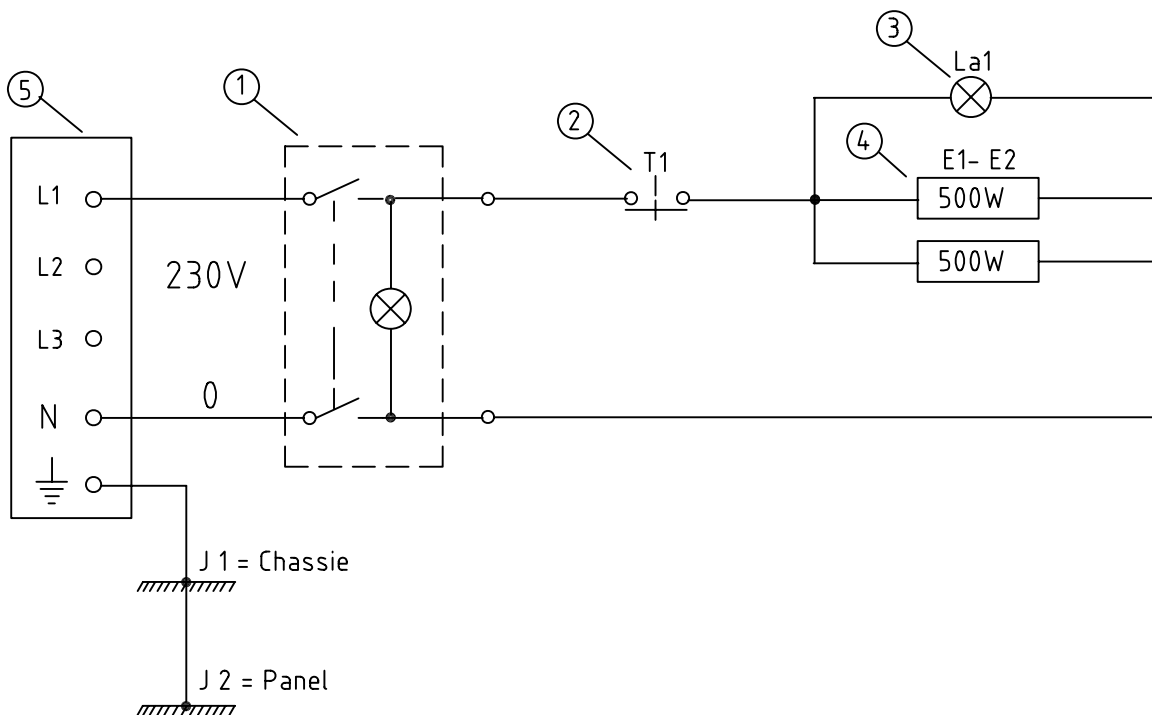 3
La1
5
1
2
4
T1
E1- E2
L1
500W
L2
230V
500W
L3
N
0
J 1 = Chassie
J 2 = Panel